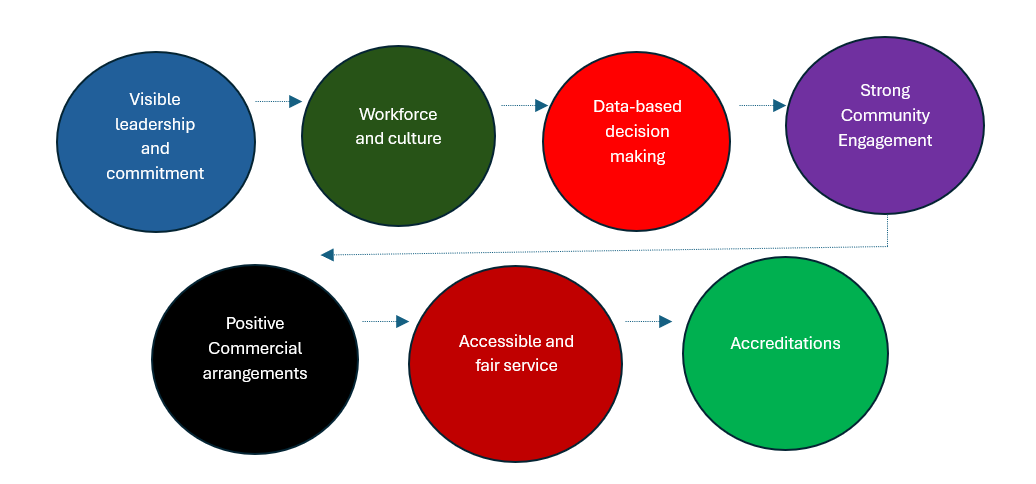 Visible
leadership
and
commitment
Workforce
and culture
Data-based
decision
making
Strong
Community
Engagement
Positive
Commercial
arrangements
Accessible and
fair service
Accreditations